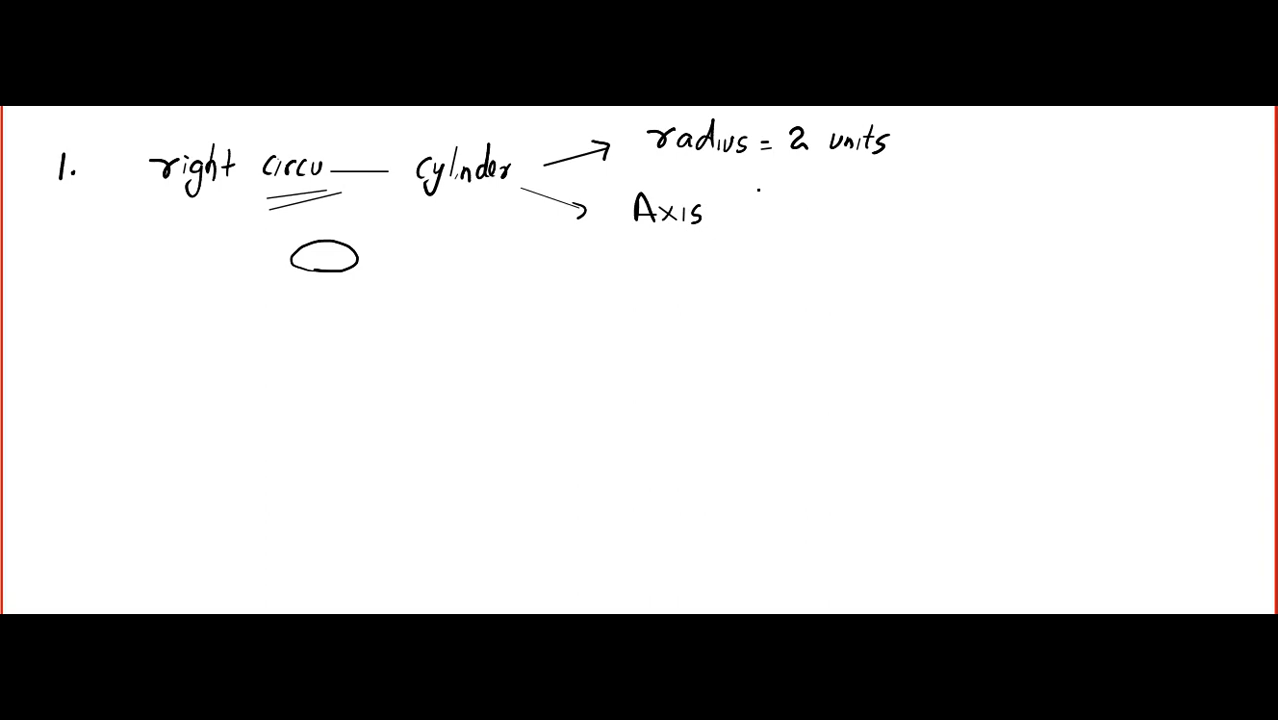 1. right circu — cylinder → radius = 2 units
→ Axis